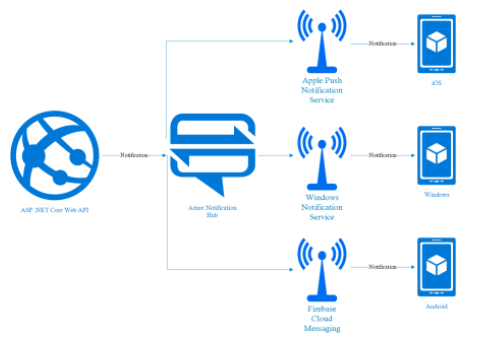 Notification
Apple Push
Notification
Service
iOS
Notification
ASP .NET Core Web API
Azure Notification
Hub
Notification
Windows
Notification
Service
Windows
Notification
Firebase
Cloud
Messaging
Android